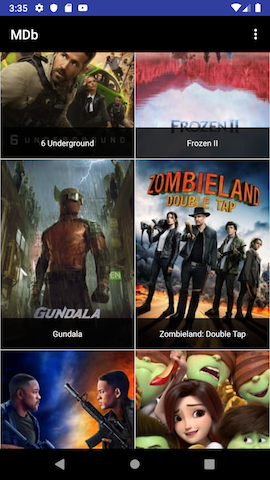 3:35
MDb
6 UNDERGROUND
FROZEN II
6 Underground
Frozen II
ZOMBIELAND
DOUBLE TAP
GUNDALA
Gundala
Zombieland: Double Tap